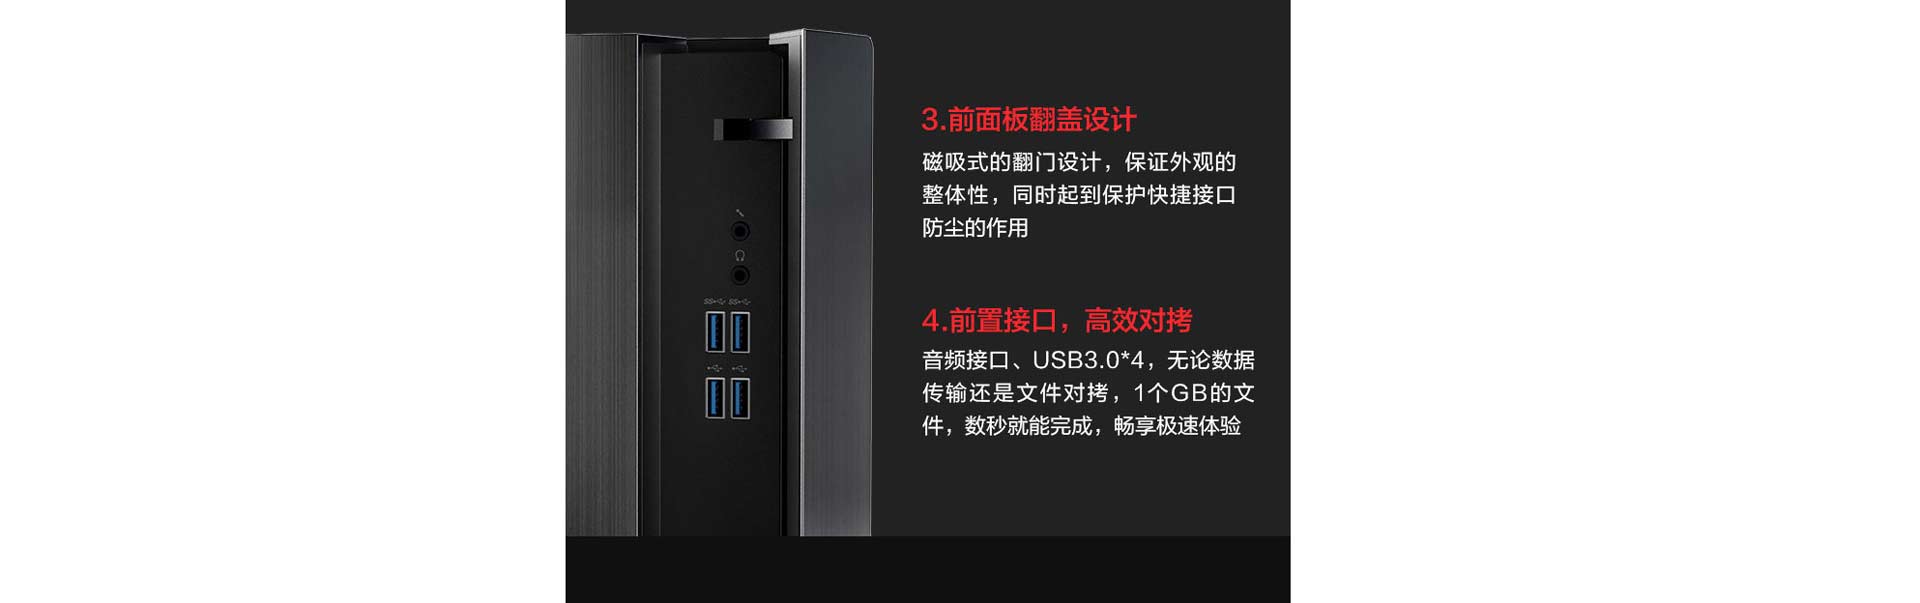 3.前面板翻盖设计
磁吸式的翻门设计，保证外观的
整体性，同时起到保护快捷接口
防尘的作用
4.前置接口，高效对拷
音频接口、USB3.0*4，无论数据
传输还是文件对拷，1个GB的文
件，数秒就能完成，畅享极速体验
SS SS